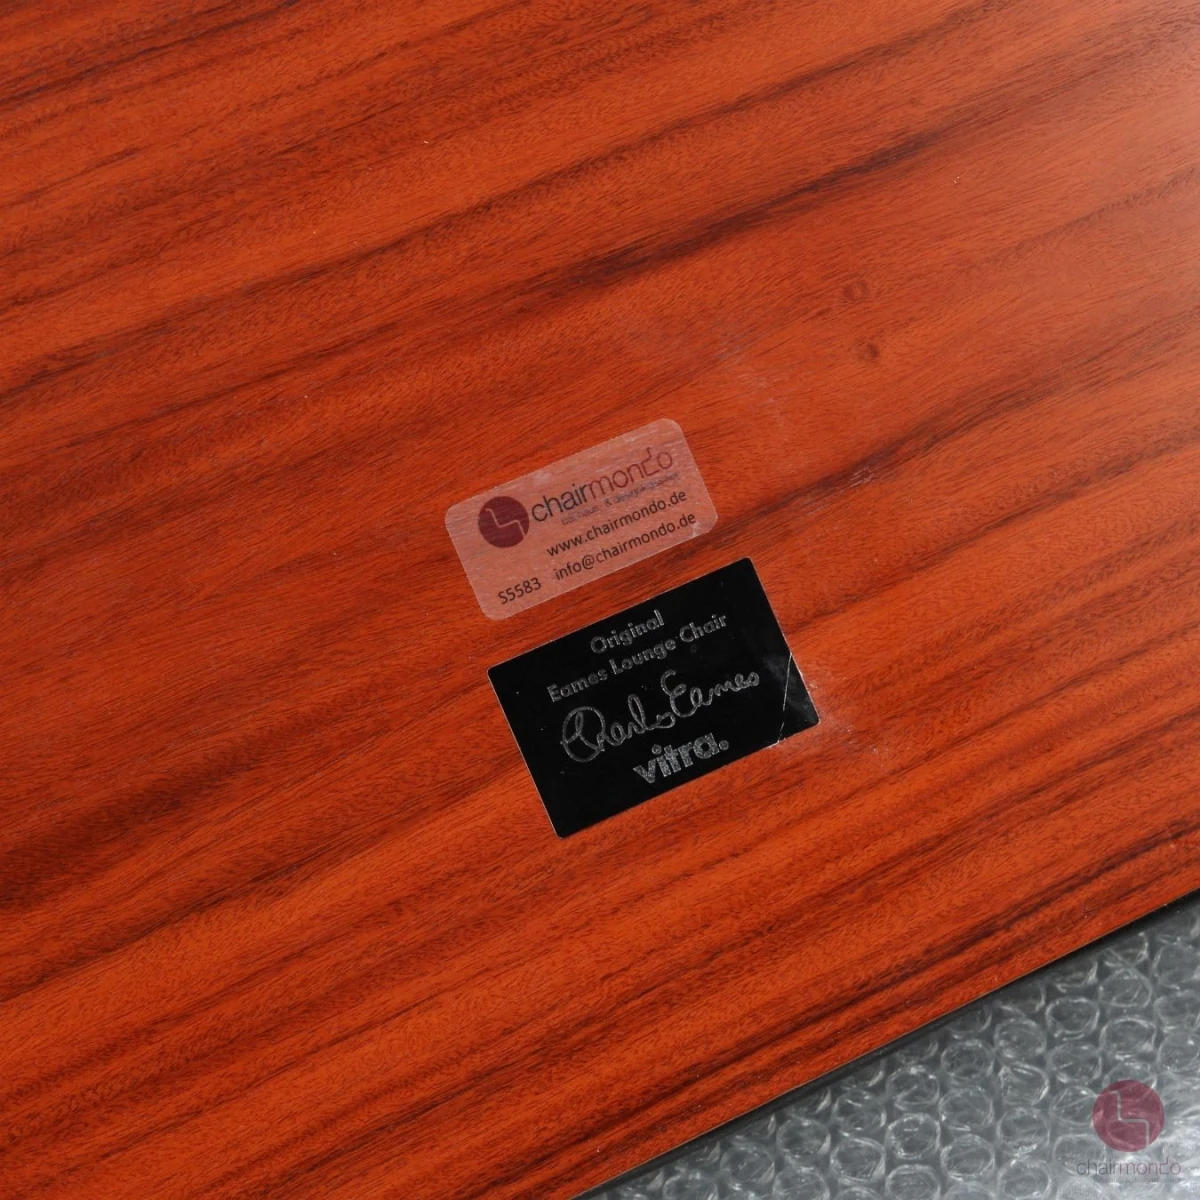 chairmondo
www.chairmondo.de
S5583 info@chairmondo.de
Original
Eames Lounge Chair
Charles Eames
vitra.
chairmondo